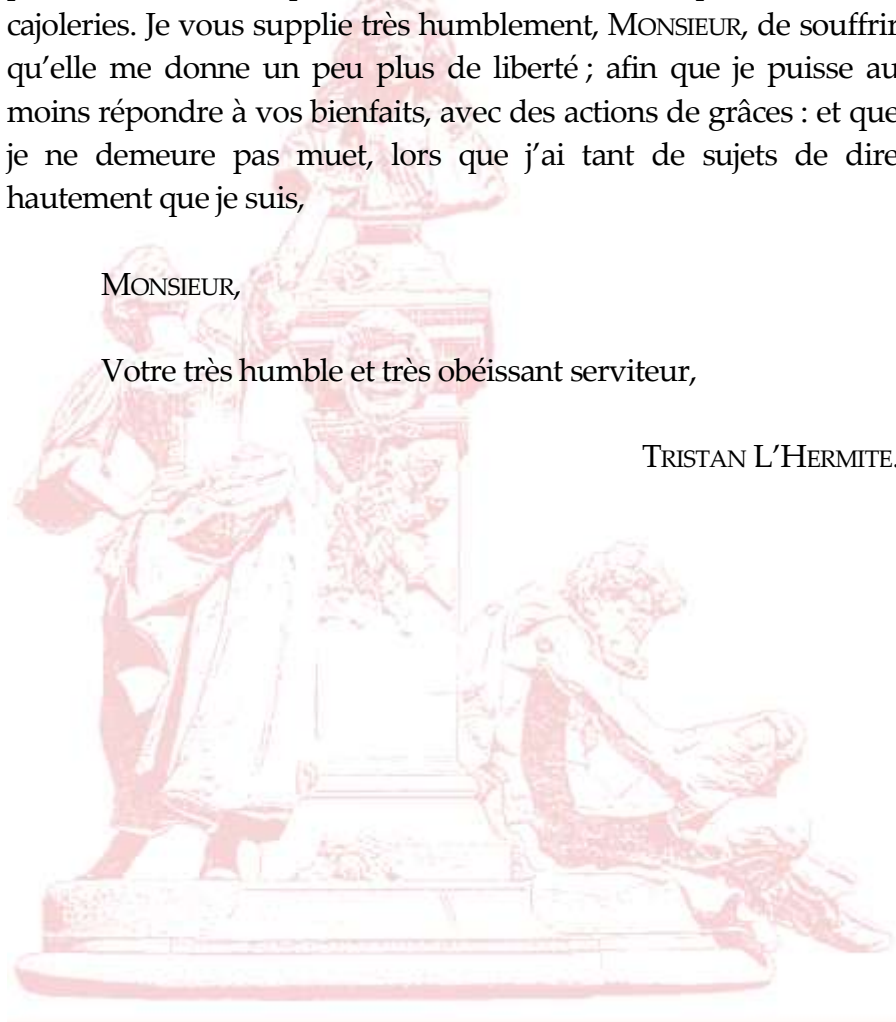 cajoleries. Je vous supplie très humblement, MONSIEUR, de souffrir
qu'elle me donne un peu plus de liberté ; afin que je puisse au
moins répondre à vos bienfaits, avec des actions de grâces : et que
je ne demeure pas muet, lors que j'ai tant de sujets de dire
hautement que je suis,
MONSIEUR,
Votre très humble et très obéissant serviteur,
TRISTAN L'HERMITE.